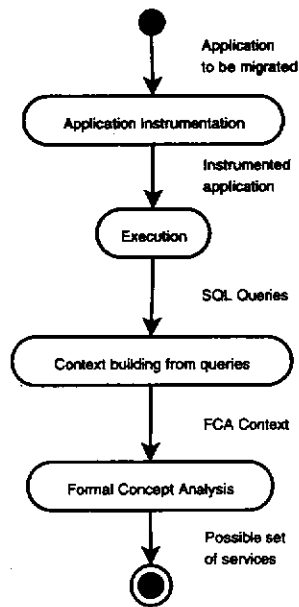 Application
to be migrated
Application Instrumentation
Instrumented
application
Execution
SQL Queries
Context building from queries
FCA Context
Formal Concept Analysis
Possible set
of services